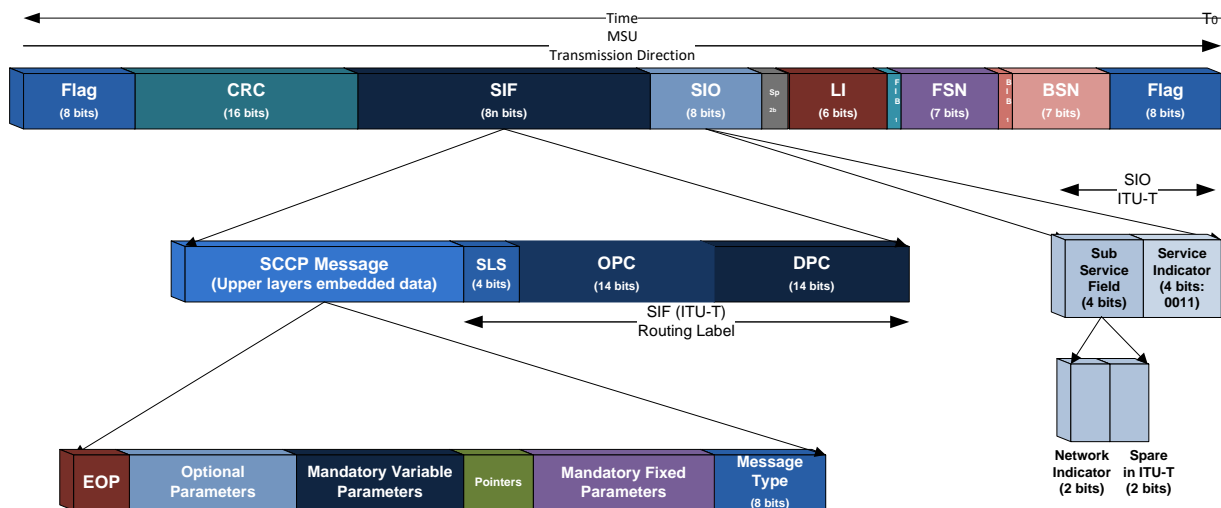 Time
To
MSU
Transmission Direction
Flag
(8 bits)
CRC
(16 bits)
SIF
(8n bits)
SIO
(8 bits)
Sp
2b
LI
(6 bits)
F
I
B
1
FSN
(7 bits)
B
I
B
1
BSN
(7 bits)
Flag
(8 bits)
SIO
ITU-T
SCCP Message
(Upper layers embedded data)
SLS
(4 bits)
OPC
(14 bits)
DPC
(14 bits)
Sub
Service
Field
(4 bits)
Service
Indicator
(4 bits:
0011)
SIF (ITU-T)
Routing Label
EOP
Optional
Parameters
Mandatory Variable
Parameters
Pointers
Mandatory Fixed
Parameters
Message
Type
(8 bits)
Network
Indicator
(2 bits)
Spare
in ITU-T
(2 bits)